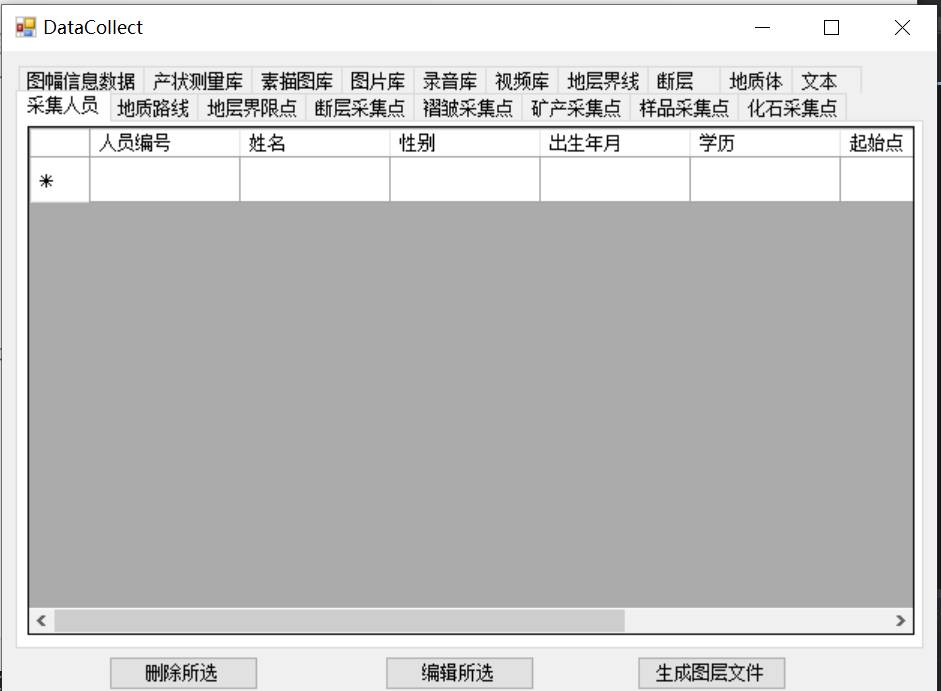 DataCollect
图幅信息数据 产状测量库 素描图库 图片库 录音库 视频库 地层界线 断层 地质体 文本
采集人员 地质路线 地层界限点 断层采集点 褶皱采集点 矿产采集点 样品采集点 化石采集点
人员编号 姓名 性别 出生年月 学历 起始点
删除所选 编辑所选 生成图层文件